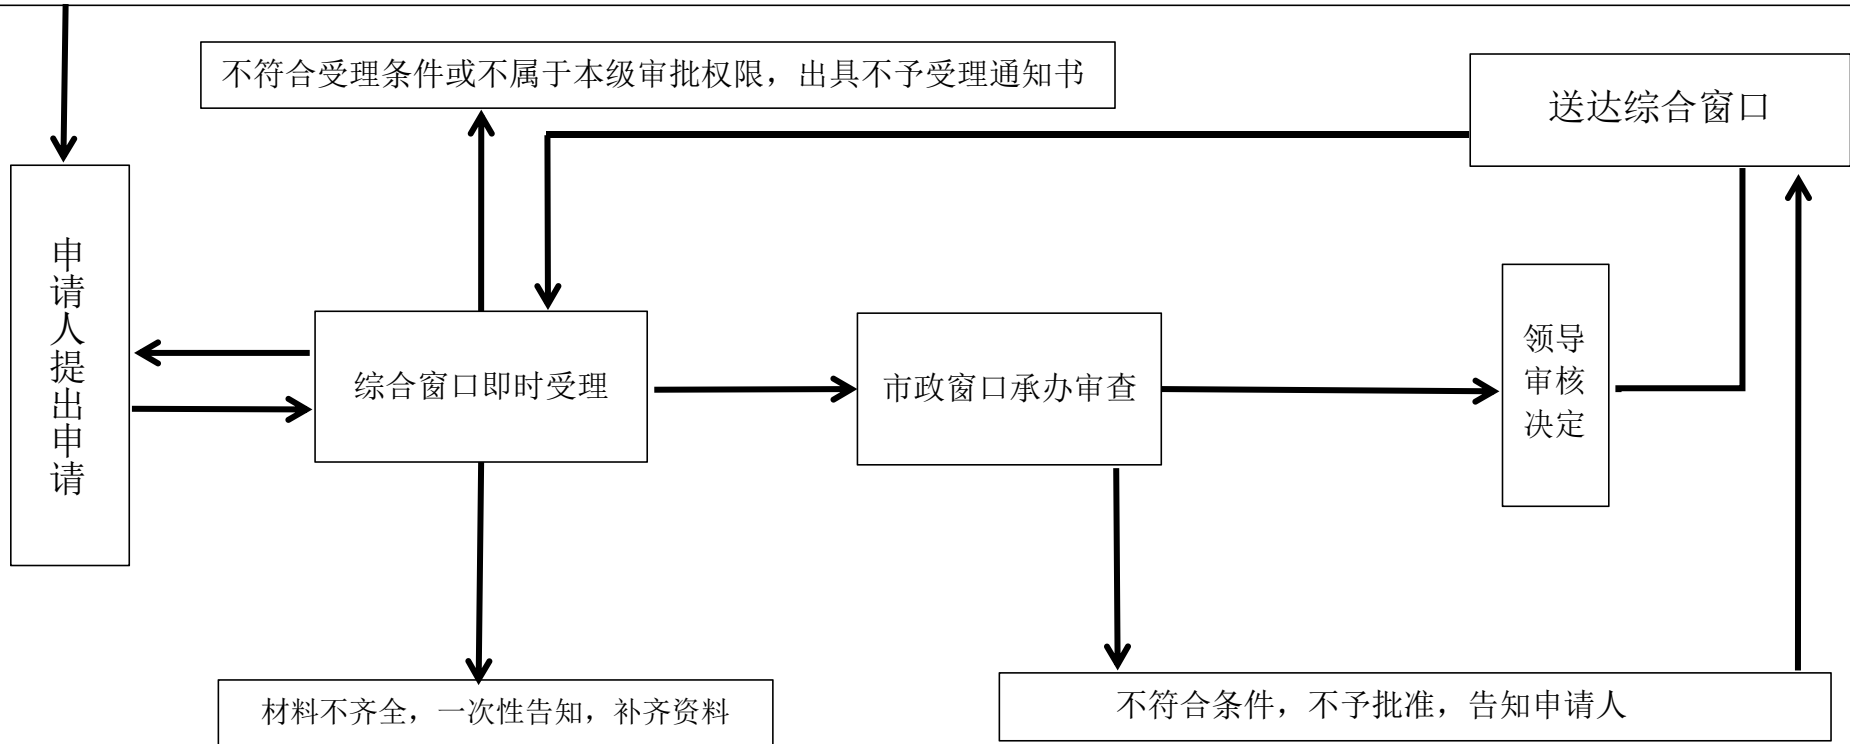 不符合受理条件或不属于本级审批权限，出具不予受理通知书
送达综合窗口
申请人提出申请
综合窗口即时受理
市政窗口承办审查
领导
审核
决定
材料不齐全，一次性告知，补齐资料
不符合条件，不予批准，告知申请人